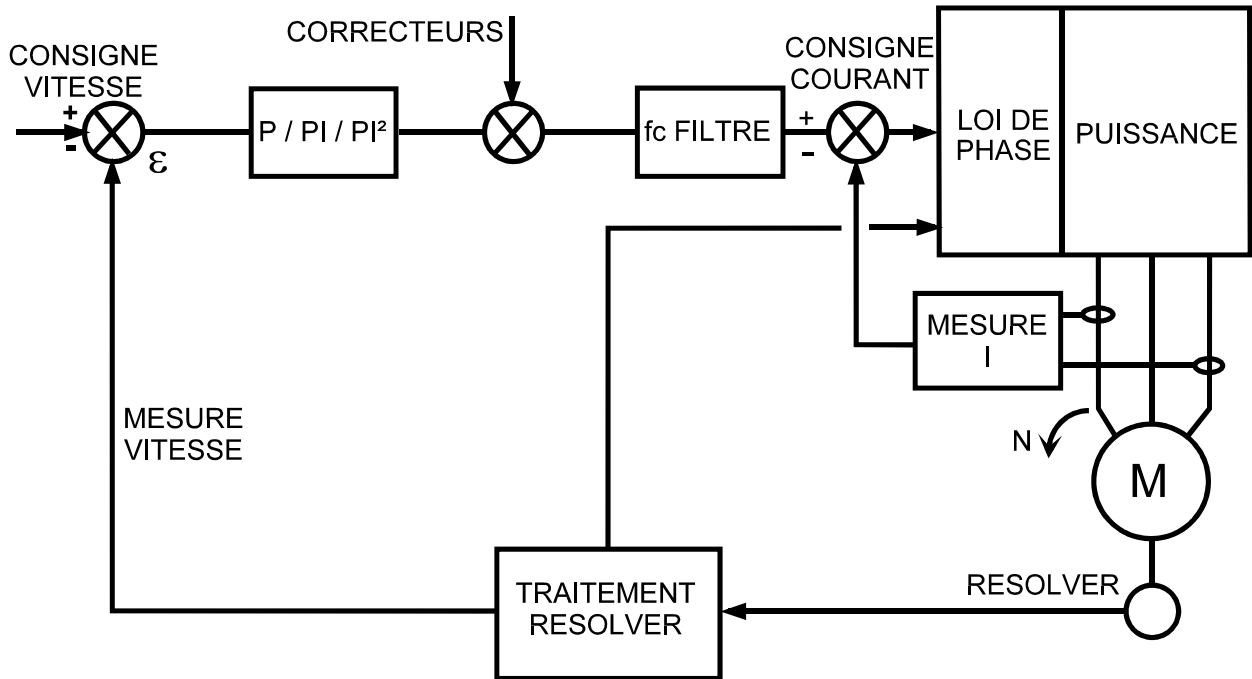 CORRECTEURS
CONSIGNE
VITESSE
+
-
ε
P / PI / PI²
fc FILTRE
CONSIGNE
COURANT
+
-
LOI DE
PHASE
PUISSANCE
MESURE
I
MESURE
VITESSE
N
M
TRAITEMENT
RESOLVER
RESOLVER